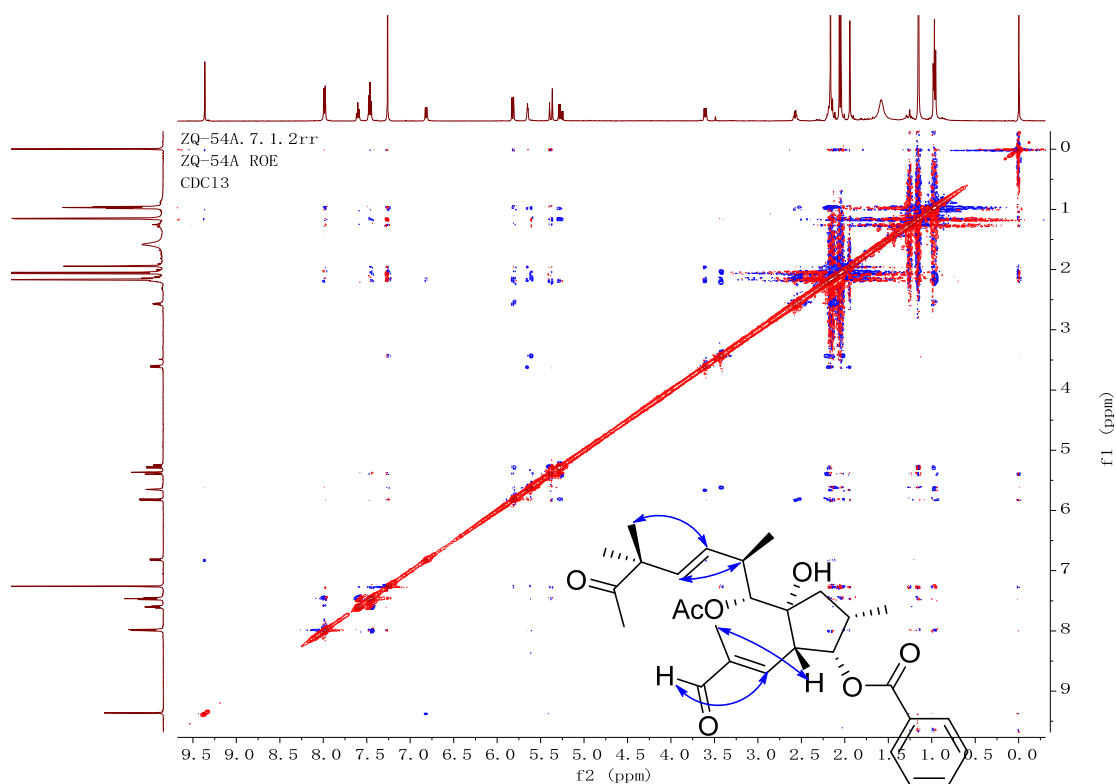 ZQ-54A. 7. 1. 2rr
ZQ-54A ROE
CDCl3
0
1
2
3
4
5
6
7
8
9
f1 (ppm)
OH
O
AcO
H
H
O
O
O
9.5 9.0 8.5 8.0 7.5 7.0 6.5 6.0 5.5 5.0 4.5 4.0 3.5 3.0 2.5 2.0 1.5 1.0 0.5 0.0
f2 (ppm)